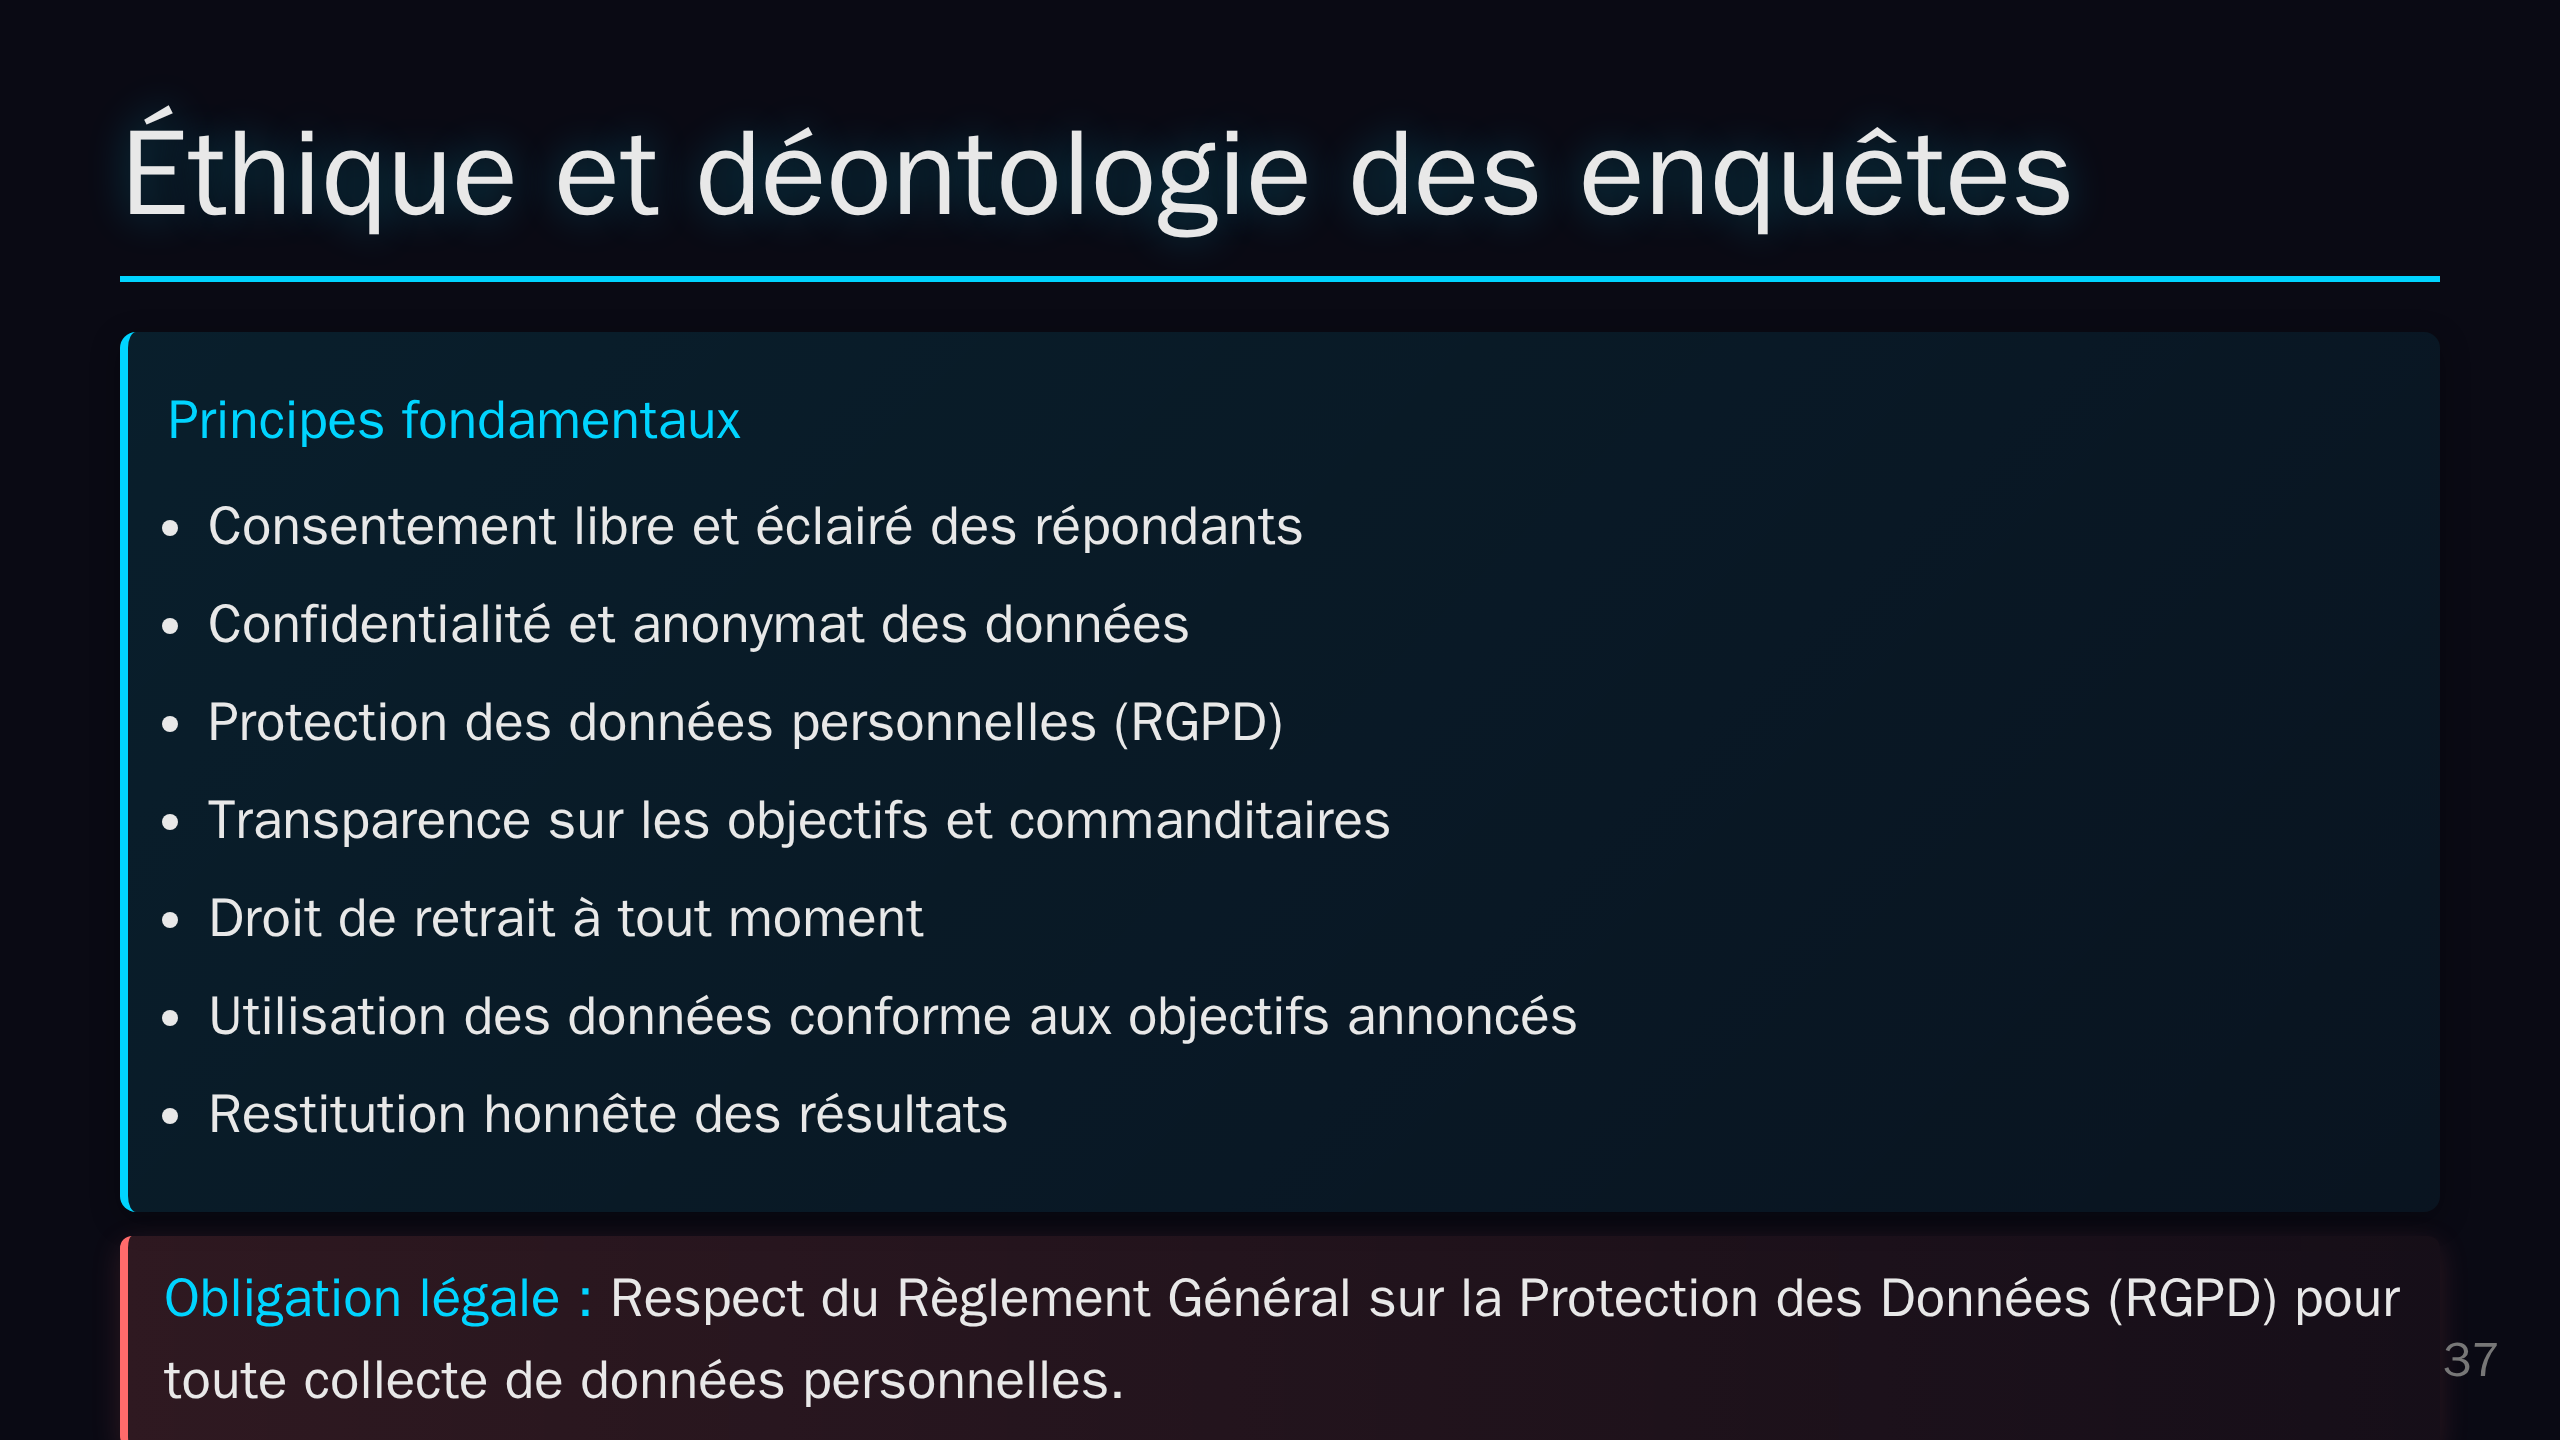 Éthique et déontologie des enquêtes
Principes fondamentaux
• Consentement libre et éclairé des répondants
• Confidentialité et anonymat des données
• Protection des données personnelles (RGPD)
• Transparence sur les objectifs et commanditaires
• Droit de retrait à tout moment
• Utilisation des données conforme aux objectifs annoncés
• Restitution honnête des résultats
Obligation légale : Respect du Règlement Général sur la Protection des Données (RGPD) pour
toute collecte de données personnelles.
37